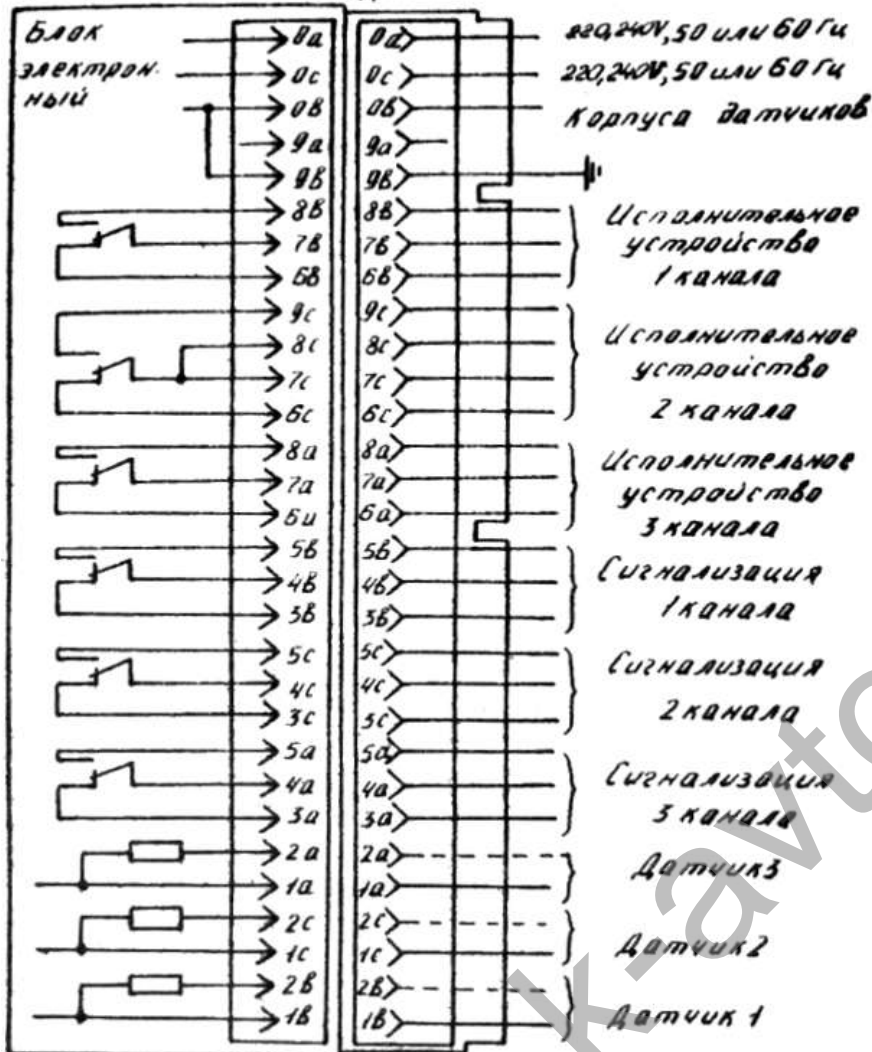 Блок
электрон-
ный
0а 0а 220,240V, 50 или 60 Гц
0с 0с 220,240V, 50 или 60 Гц
0в 0в Корпуса датчиков
9а 9а
9в 9в
8в 8в Исполнительное
7в 7в устройство
6в 6в 1 канала
9с 9с
8с 8с Исполнительное
7с 7с устройство
6с 6с 2 канала
8а 8а Исполнительное
7а 7а устройство
6а 6а 3 канала
5в 5в Сигнализация
4в 4в 1 канала
3в 3в
5с 5с Сигнализация
4с 4с 2 канала
3с 3с
5а 5а Сигнализация
4а 4а 3 канала
3а 3а
2а 2а Датчик 3
1а 1а
2с 2с Датчик 2
1с 1с
2в 2в Датчик 1
1в 1в
k-avto